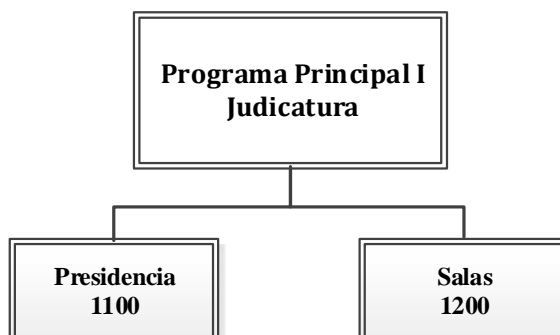 Programa Principal I
Judicatura
Presidencia
1100
Salas
1200